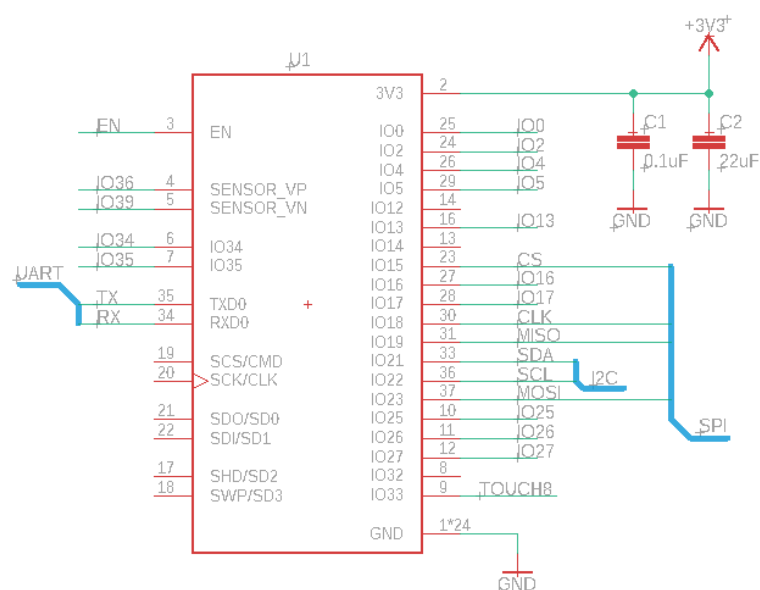 +3V3
U1
3V3 2
EN 3 EN
IO0 25 IO0
IO2 24 IO2
IO4 26 IO4
IO36 4 SENSOR_VP
IO5 29 IO5
IO39 5 SENSOR_VN
IO12 14
IO13 16 IO13
IO34 6 IO34
IO14 13
IO35 7 IO35
IO15 23 CS
UART
IO16 27 IO16
TX 35 TXD0
IO17 28 IO17
RX 34 RXD0
IO18 30 CLK
IO19 31 MISO
19 SCS/CMD
IO21 33 SDA
20 SCK/CLK
IO22 36 SCL
I2C
IO23 37 MOSI
21 SDO/SD0
IO25 10 IO25
22 SDI/SD1
IO26 11 IO26
SPI
IO27 12 IO27
17 SHD/SD2
IO32 8
18 SWP/SD3
IO33 9 TOUCH8
GND 1*24
GND
C1
0.1uF
GND
C2
22uF
GND